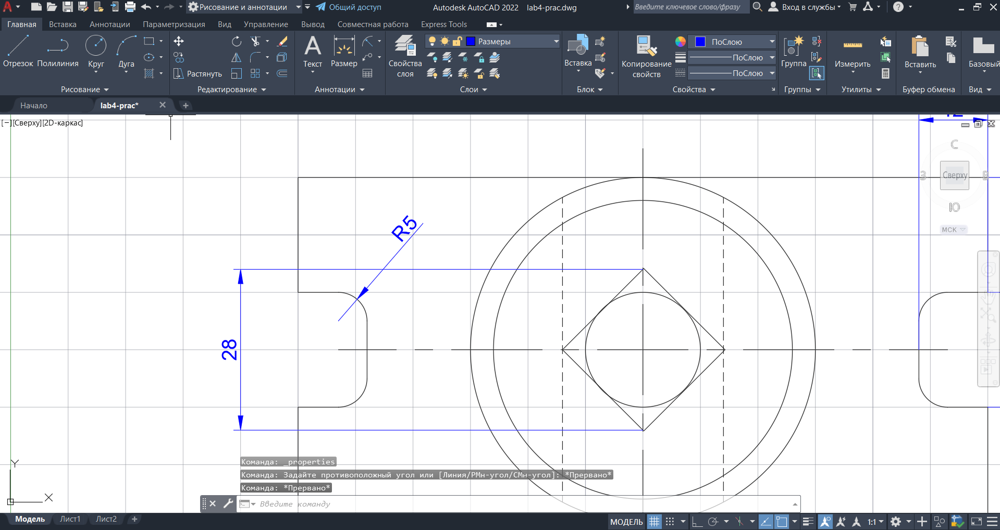 Рисование и аннотации
Общий доступ
Autodesk AutoCAD 2022 lab4-prac.dwg
Введите ключевое слово/фразу
Вход в службы
Главная
Вставка
Аннотации
Параметризация
Вид
Управление
Вывод
Совместная работа
Express Tools
Отрезок
Полилиния
Круг
Дуга
Рисование
Растянуть
Редактирование
Текст
Размер
Аннотации
Свойства
слоя
Размеры
Слои
Вставка
Блок
Копирование
свойств
ПоСлою
ПоСлою
ПоСлою
Свойства
Группа
Группы
Измерить
Утилиты
Вставить
Буфер обмена
Базовый
Вид
Начало
lab4-prac*
[−][Сверху][2D-каркас]
С
З
Сверху
В
Ю
МСК
R5
28
Y
X
Команда: _properties
Команда: Задайте противоположный угол или [Линия/РМн-угол/СМн-угол]: *Прервано*
Команда: *Прервано*
Введите команду
Модель
Лист1
Лист2
МОДЕЛЬ
1:1